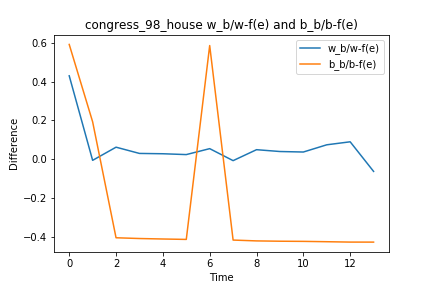 congress_98_house w_b/w-f(e) and b_b/b-f(e)
w_b/w-f(e)
b_b/b-f(e)
0.6
0.4
0.2
0.0
−0.2
−0.4
Difference
0 2 4 6 8 10 12
Time